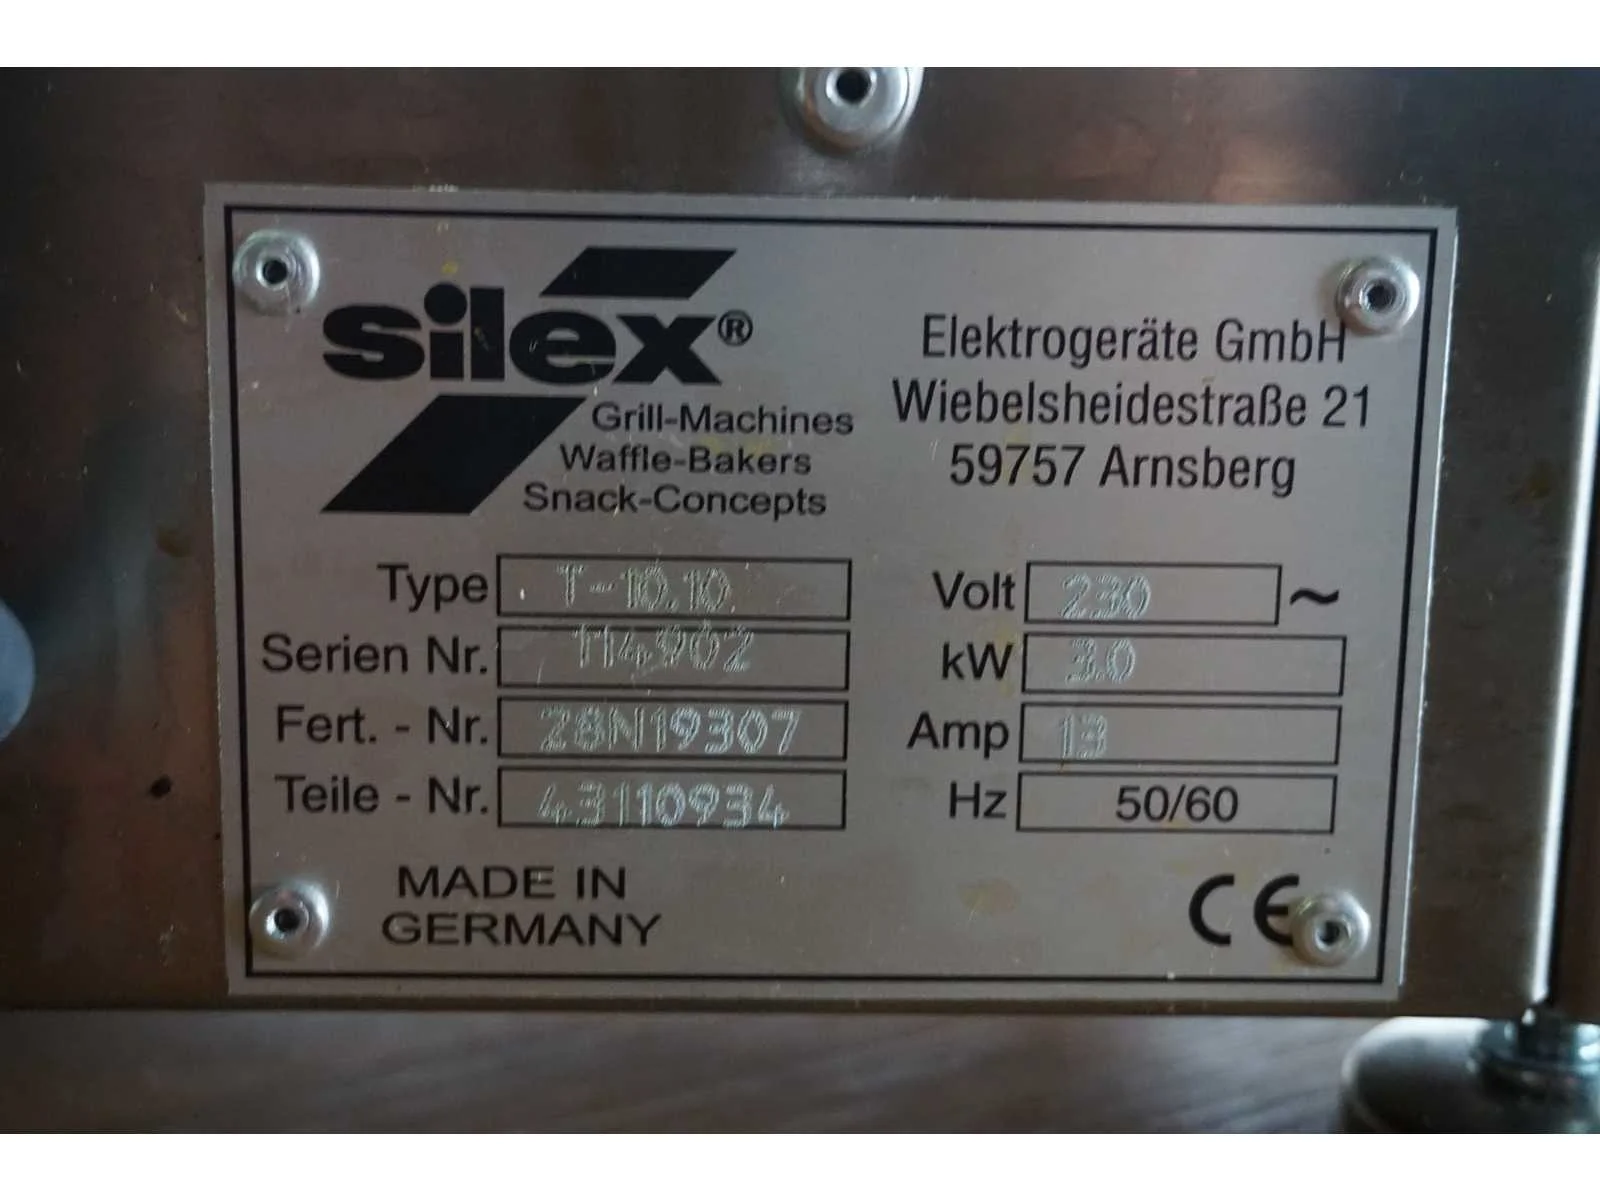 silex®
Grill-Machines
Waffle-Bakers
Snack-Concepts
Elektrogeräte GmbH
Wiebelsheidestraße 21
59757 Arnsberg
Type T-10.10
Serien Nr. 114902
Fert. - Nr. 28N19307
Teile - Nr. 43110934
Volt 230 ~
kW 3.0
Amp 13
Hz 50/60
MADE IN
GERMANY
CE